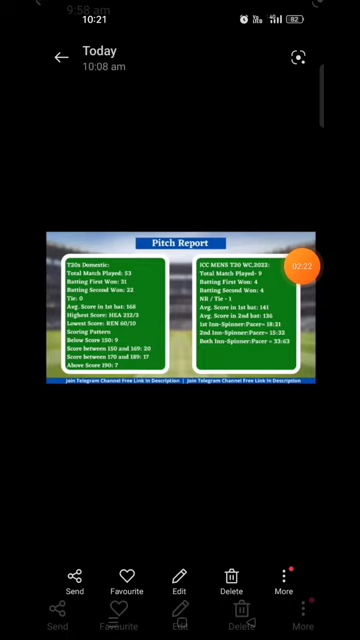 9:58 am
10:21
82
Today
10:08 am
Pitch Report
T20s Domestic:
Total Match Played: 53
Batting First Won: 31
Batting Second Won: 22
Tie: 0
Avg. Score in 1st bat: 168
Highest Score: HEA 212/3
Lowest Score: REN 60/10
Scoring Pattern
Below Score 150: 9
Score between 150 and 169: 20
Score between 170 and 189: 17
Above Score 190: 7
ICC MENS T20 WC,2022:
Total Match Played- 9
Batting First Won: 4
Batting Second Won: 4
NR / Tie - 1
Avg. Score in 1st bat: 141
Avg. Score in 2nd bat: 126
1st Inn-Spinner:Pacer= 18:31
2nd Inn-Spinner:Pacer= 15:32
Both Inn-Spinner:Pacer = 33:63
02:22
Join Telegram Channel Free Link In Description | Join Telegram Channel Free Link In Description
Send Favourite Edit Delete More
Send Favourite Edit Delete More